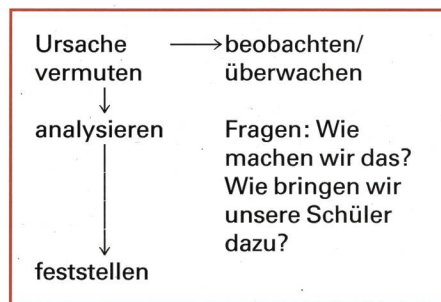 Ursache → beobachten/
vermuten überwachen
↓
analysieren Fragen: Wie
machen wir das?
Wie bringen wir
unsere Schüler
↓ dazu?
feststellen